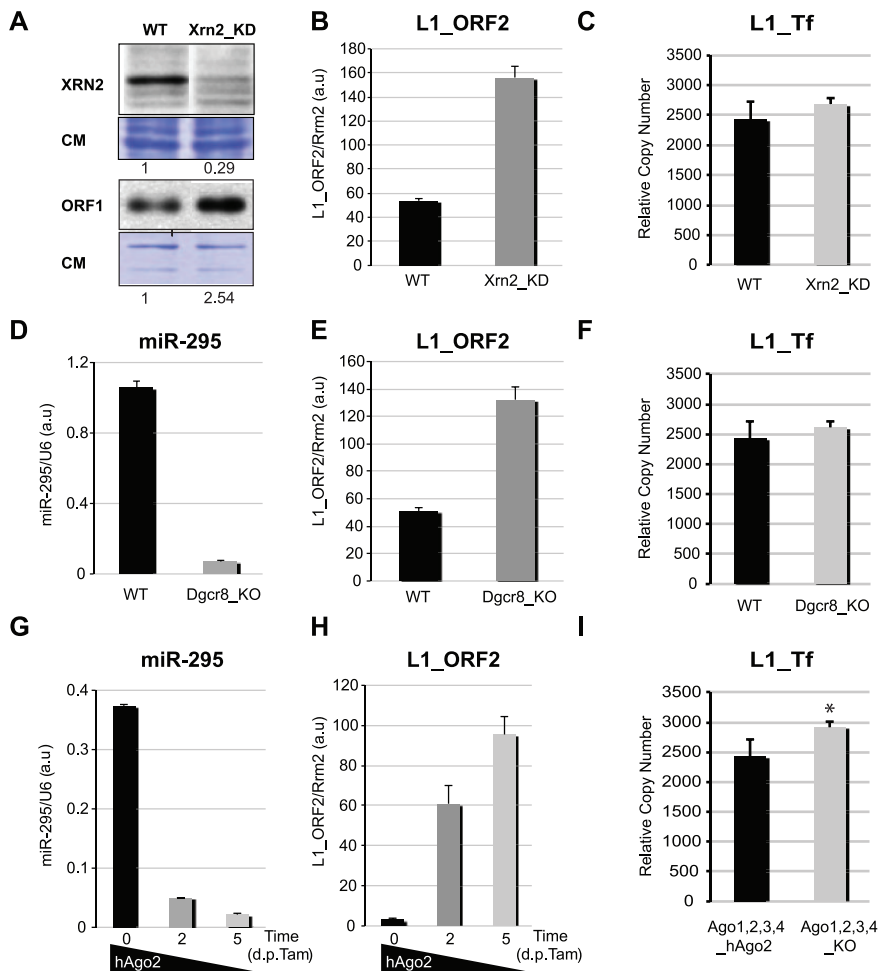 A
WT Xrn2_KD
XRN2
CM
1 0.29
ORF1
CM
1 2.54
B
L1_ORF2
L1_ORF2/Rrm2 (a.u)
180
160
140
120
100
80
60
40
20
0
WT Xrn2_KD
C
L1_Tf
Relative Copy Number
3500
3000
2500
2000
1500
1000
500
0
WT Xrn2_KD
D
miR-295
miR-295/U6 (a.u)
1.2
0.8
0.4
0
WT Dgcr8_KO
E
L1_ORF2
L1_ORF2/Rrm2 (a.u)
160
140
120
100
80
60
40
20
0
WT Dgcr8_KO
F
L1_Tf
Relative Copy Number
3500
3000
2500
2000
1500
1000
500
0
WT Dgcr8_KO
G
miR-295
miR-295/U6 (a.u)
0.4
0.3
0.2
0.1
0
0 2 5 Time
(d.p.Tam)
hAgo2
H
L1_ORF2
L1_ORF2/Rrm2 (a.u)
120
100
80
60
40
20
0
0 2 5 Time
(d.p.Tam)
hAgo2
I
L1_Tf
Relative Copy Number
3500
3000
2500
2000
1500
1000
500
0
*
Ago1,2,3,4 Ago1,2,3,4
_hAgo2 _KO